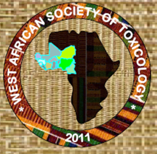 WEST AFRICAN SOCIETY OF TOXICOLOGY
2011